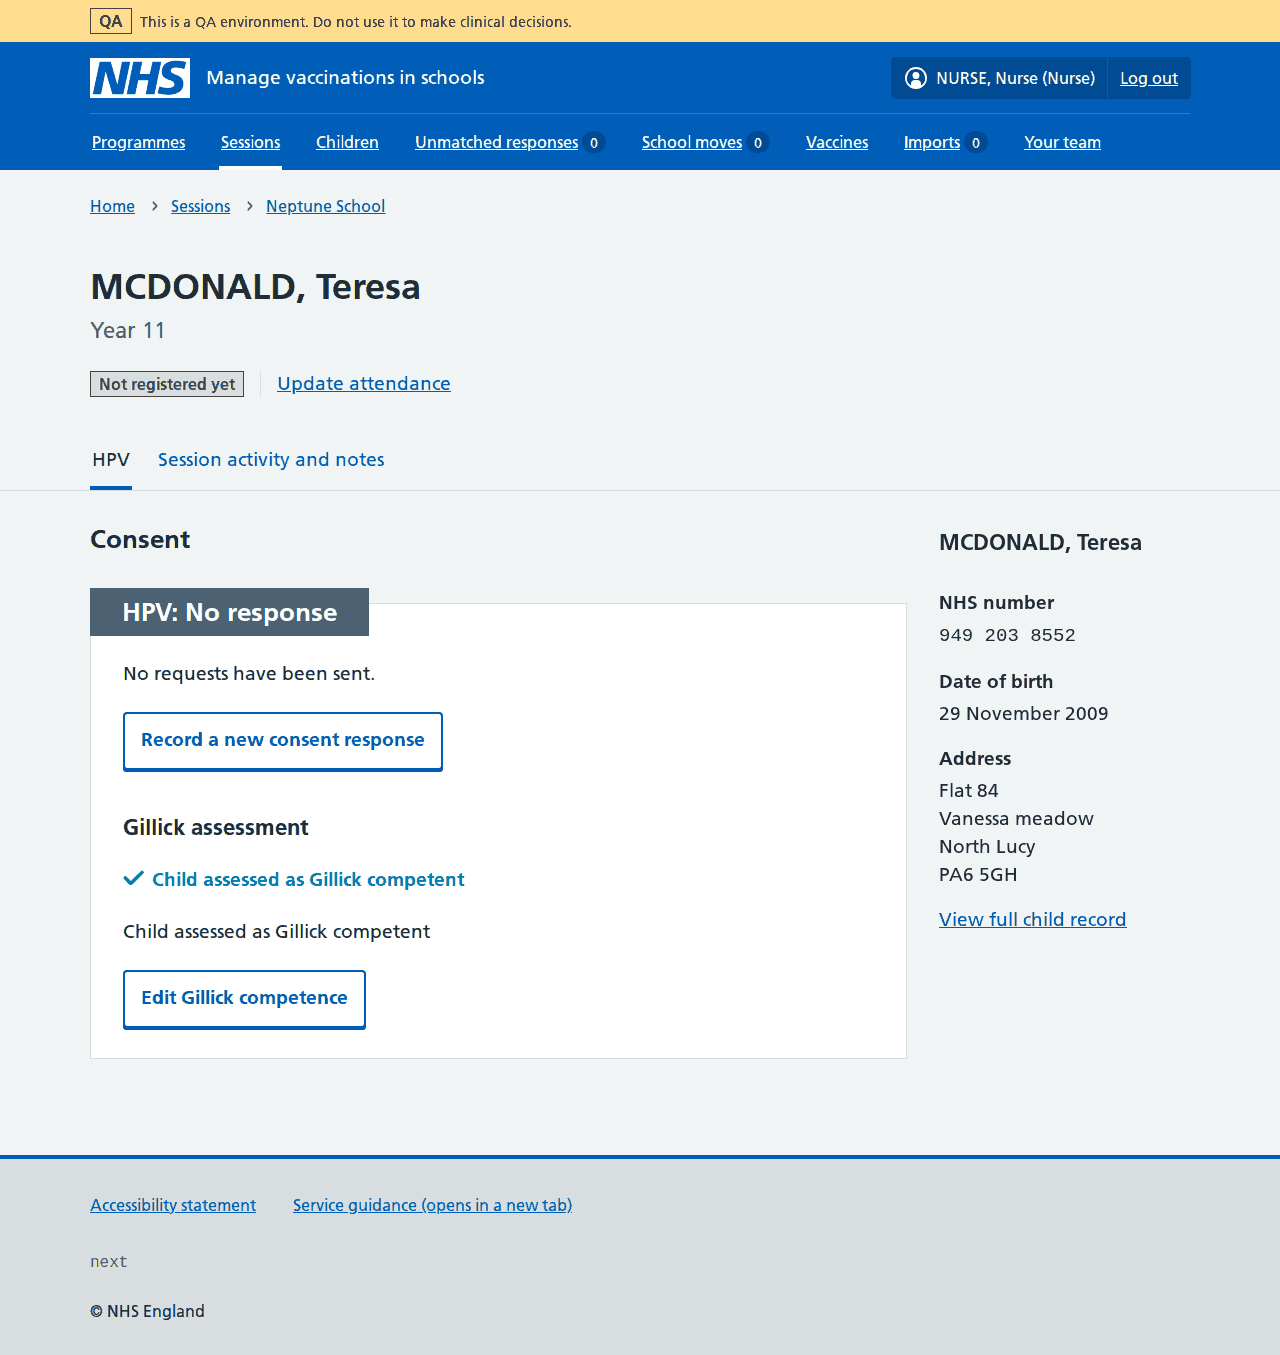 QA This is a QA environment. Do not use it to make clinical decisions.
NHS Manage vaccinations in schools NURSE, Nurse (Nurse) Log out
Programmes Sessions Children Unmatched responses 0 School moves 0 Vaccines Imports 0 Your team
Home › Sessions › Neptune School
MCDONALD, Teresa
Year 11
Not registered yet Update attendance
HPV Session activity and notes
Consent
HPV: No response
No requests have been sent.
Record a new consent response
Gillick assessment
Child assessed as Gillick competent
Child assessed as Gillick competent
Edit Gillick competence
MCDONALD, Teresa
NHS number
949 203 8552
Date of birth
29 November 2009
Address
Flat 84
Vanessa meadow
North Lucy
PA6 5GH
View full child record
Accessibility statement Service guidance (opens in a new tab)
next
© NHS England